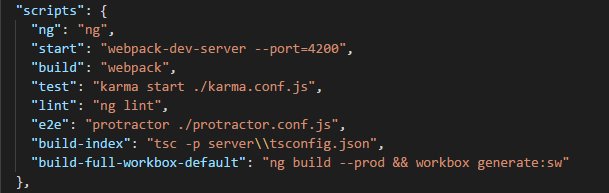 "scripts": {
"ng": "ng",
"start": "webpack-dev-server --port=4200",
"build": "webpack",
"test": "karma start ./karma.conf.js",
"lint": "ng lint",
"e2e": "protractor ./protractor.conf.js",
"build-index": "tsc -p server\\tsconfig.json",
"build-full-workbox-default": "ng build --prod && workbox generate:sw"
},